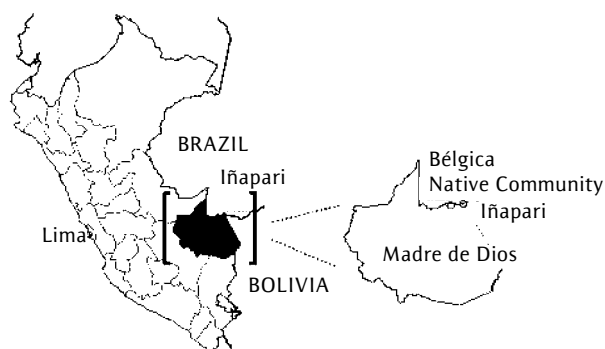 BRAZIL
Iñapari
Lima
BOLIVIA
Bélgica
Native Community
Iñapari
Madre de Dios